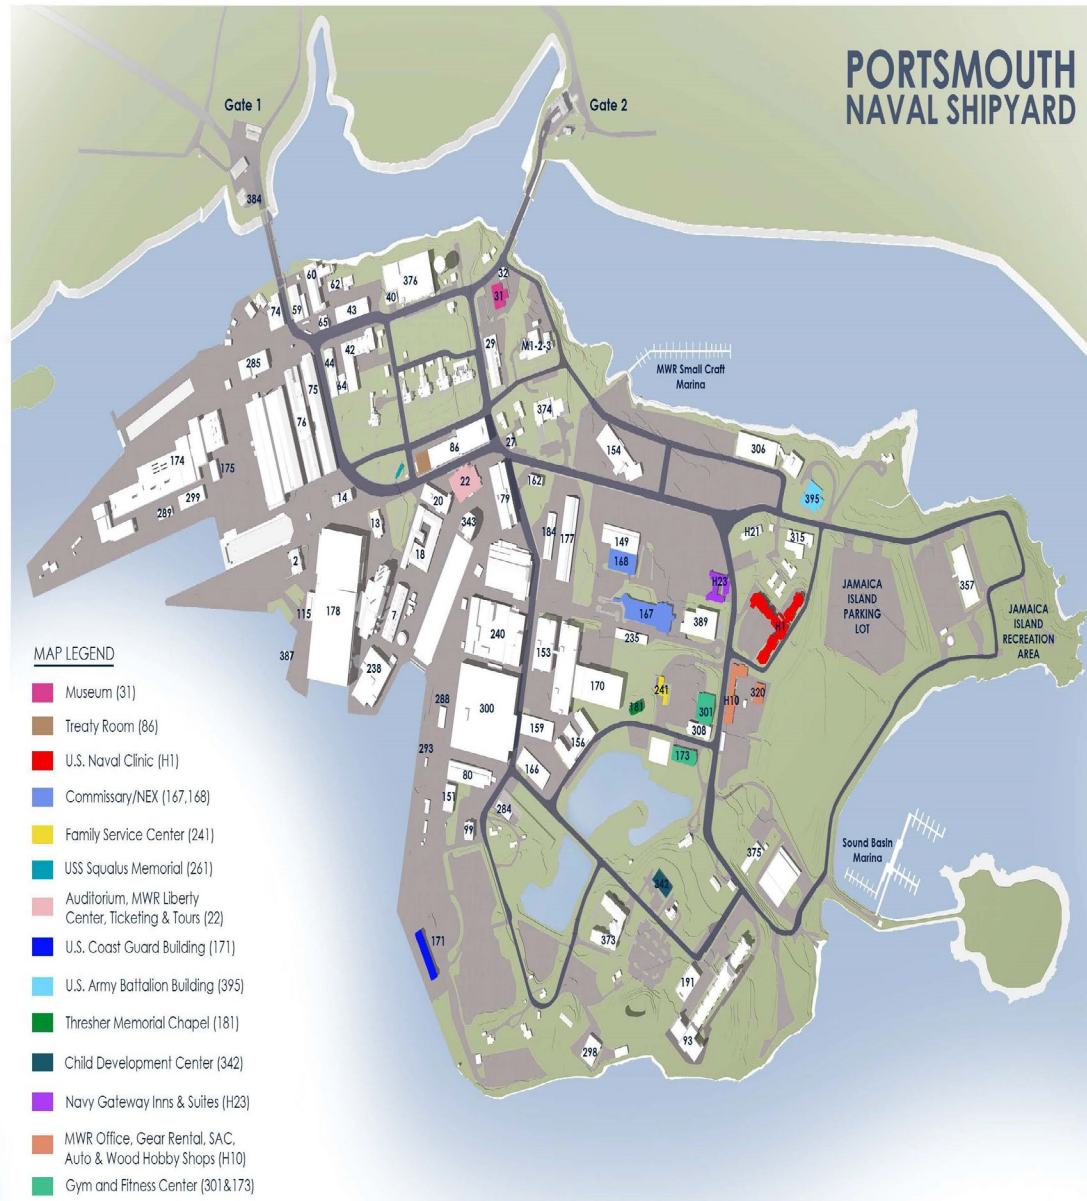 PORTSMOUTH
NAVAL SHIPYARD
Gate 1
Gate 2
384
32
31
60
62
376
40
74
59
43
65
29
M1-2-3
42
44
285
75
64
MWR Small Craft
Marina
374
76
27
86
154
306
174
175
22
79
162
395
299
14
20
289
13
343
184
177
H21
315
149
18
2
168
357
H23
JAMAICA
ISLAND
PARKING
LOT
115
178
7
167
H1
JAMAICA
ISLAND
RECREATION
AREA
240
235
389
153
387
238
170
241
288
300
181
301
H10
320
159
308
156
293
173
166
80
151
284
99
375
Sound Basin
Marina
342
171
373
191
93
298
MAP LEGEND
Museum (31)
Treaty Room (86)
U.S. Naval Clinic (H1)
Commissary/NEX (167,168)
Family Service Center (241)
USS Squalus Memorial (261)
Auditorium, MWR Liberty
Center, Ticketing & Tours (22)
U.S. Coast Guard Building (171)
U.S. Army Battalion Building (395)
Thresher Memorial Chapel (181)
Child Development Center (342)
Navy Gateway Inns & Suites (H23)
MWR Office, Gear Rental, SAC,
Auto & Wood Hobby Shops (H10)
Gym and Fitness Center (301&173)